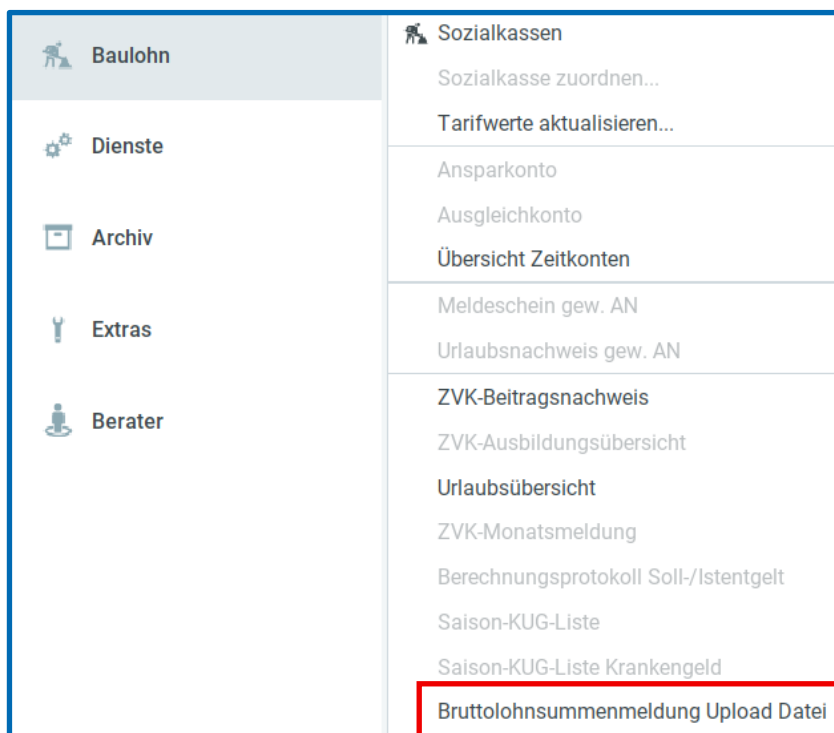 Baulohn
Dienste
Archiv
Extras
Berater
Sozialkassen
Sozialkasse zuordnen...
Tarifwerte aktualisieren...
Ansparkonto
Ausgleichkonto
Übersicht Zeitkonten
Meldeschein gew. AN
Urlaubsnachweis gew. AN
ZVK-Beitragsnachweis
ZVK-Ausbildungsübersicht
Urlaubsübersicht
ZVK-Monatsmeldung
Berechnungsprotokoll Soll-/Istentgelt
Saison-KUG-Liste
Saison-KUG-Liste Krankengeld
Bruttolohnsummenmeldung Upload Datei